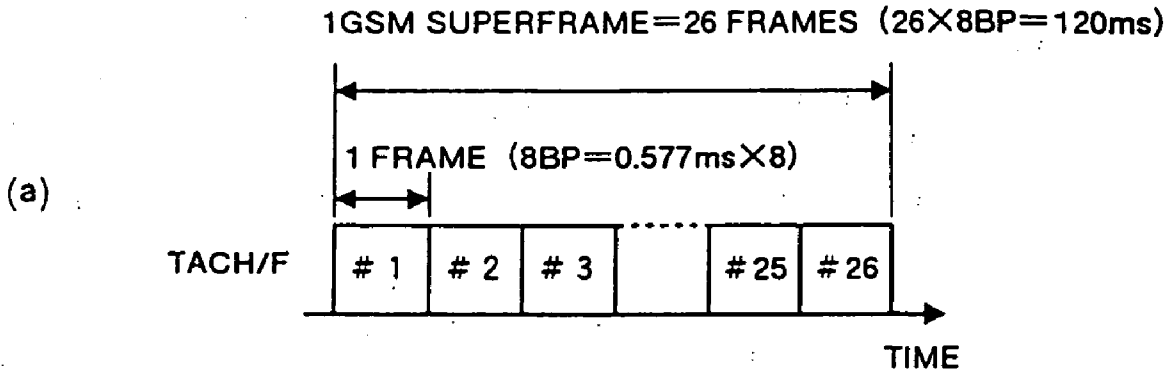 1GSM SUPERFRAME=26 FRAMES (26×8BP=120ms)
1 FRAME (8BP=0.577ms×8)
(a)
TACH/F #1 #2 #3 #25 #26
TIME